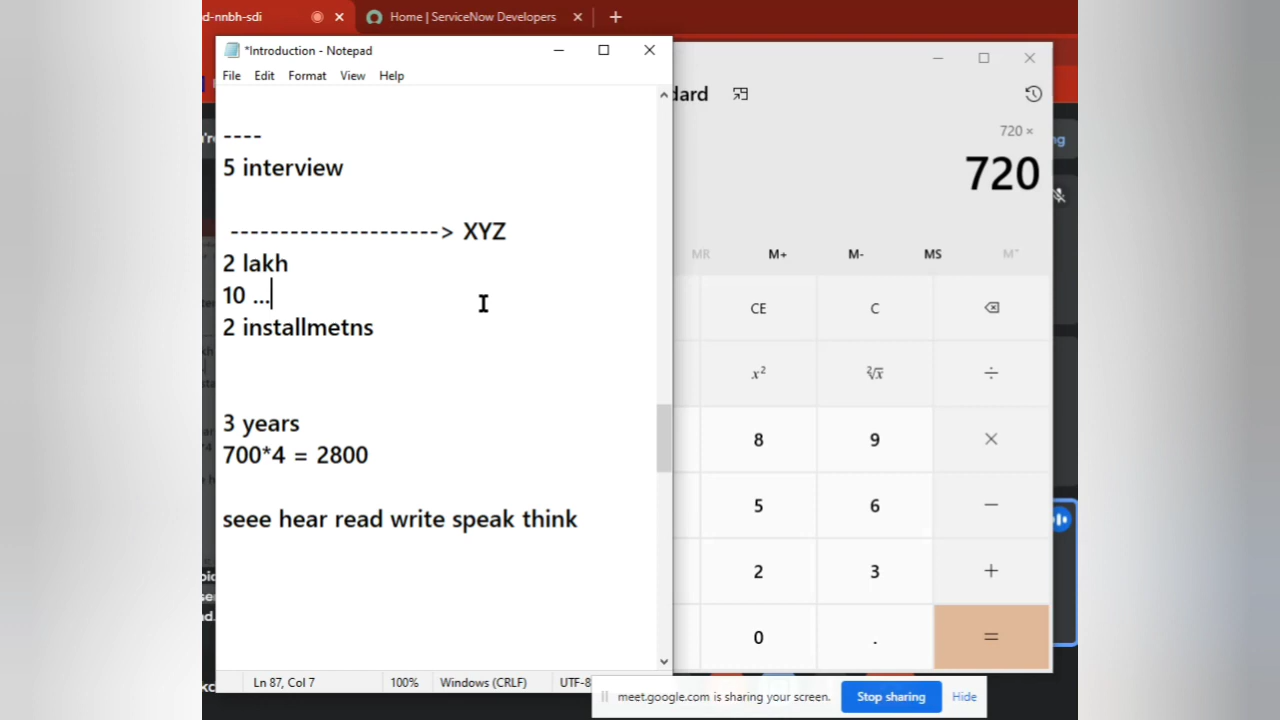 d-nnbh-sdi
Home | ServiceNow Developers
*Introduction - Notepad
File Edit Format View Help
----
5 interview
---------------------> XYZ
2 lakh
10 ...
2 installmetns
3 years
700*4 = 2800
seee hear read write speak think
Ln 87, Col 7 100% Windows (CRLF) UTF-8
dard
720 ×
720
MR M+ M- MS M˅
CE C
x² ²√x ÷
8 9 ×
5 6 −
2 3 +
0 . =
meet.google.com is sharing your screen. Stop sharing Hide